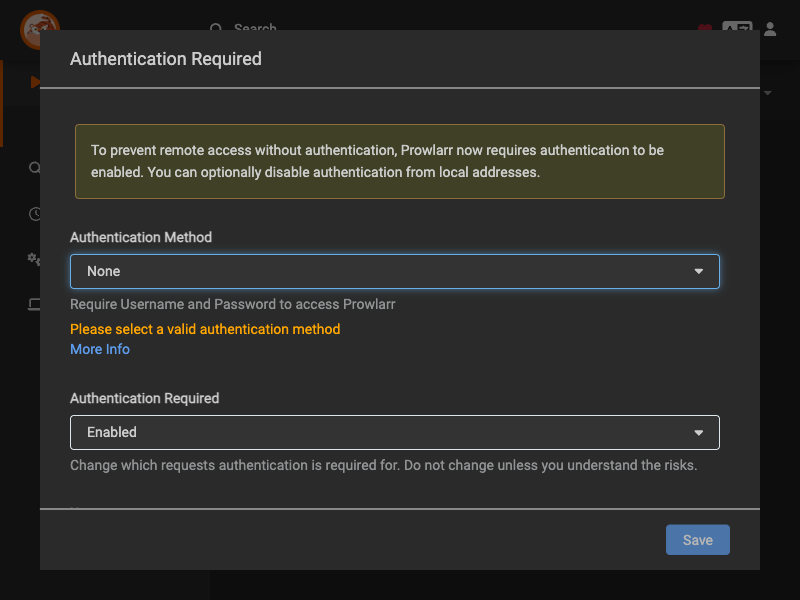 Search
Authentication Required
To prevent remote access without authentication, Prowlarr now requires authentication to be
enabled. You can optionally disable authentication from local addresses.
Authentication Method
None
Require Username and Password to access Prowlarr
Please select a valid authentication method
More Info
Authentication Required
Enabled
Change which requests authentication is required for. Do not change unless you understand the risks.
Save